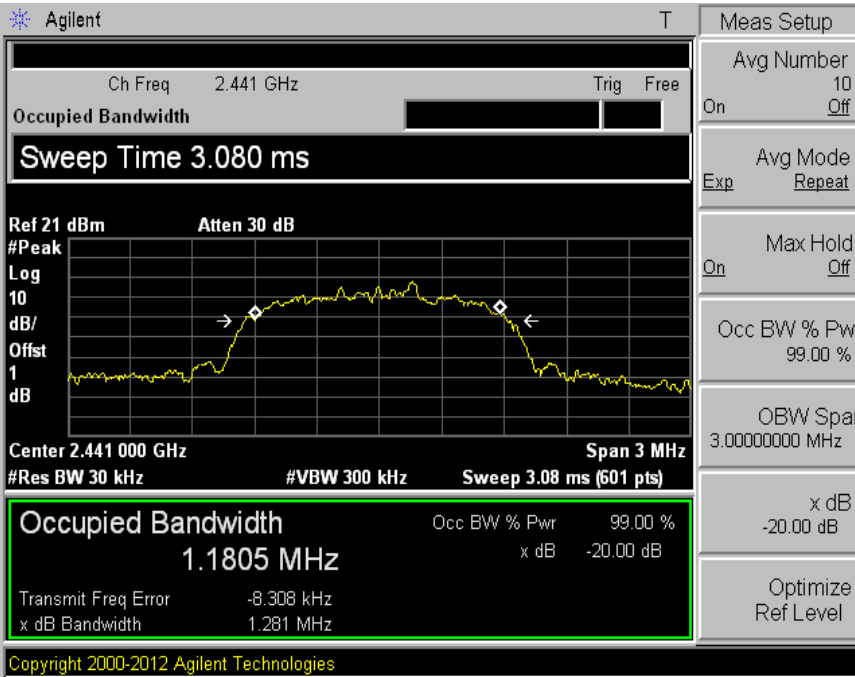 Agilent T Meas Setup
Ch Freq 2.441 GHz Trig Free
Occupied Bandwidth
Sweep Time 3.080 ms
Ref 21 dBm Atten 30 dB
#Peak
Log
10
dB/
Offst
1
dB
Center 2.441 000 GHz Span 3 MHz
#Res BW 30 kHz #VBW 300 kHz Sweep 3.08 ms (601 pts)
Occupied Bandwidth Occ BW % Pwr 99.00 %
1.1805 MHz x dB -20.00 dB
Transmit Freq Error -8.308 kHz
x dB Bandwidth 1.281 MHz
Copyright 2000-2012 Agilent Technologies
Avg Number
10
On Off
Avg Mode
Exp Repeat
Max Hold
On Off
Occ BW % Pw
99.00 %
OBW Spa
3.00000000 MHz
x dB
-20.00 dB
Optimize
Ref Level